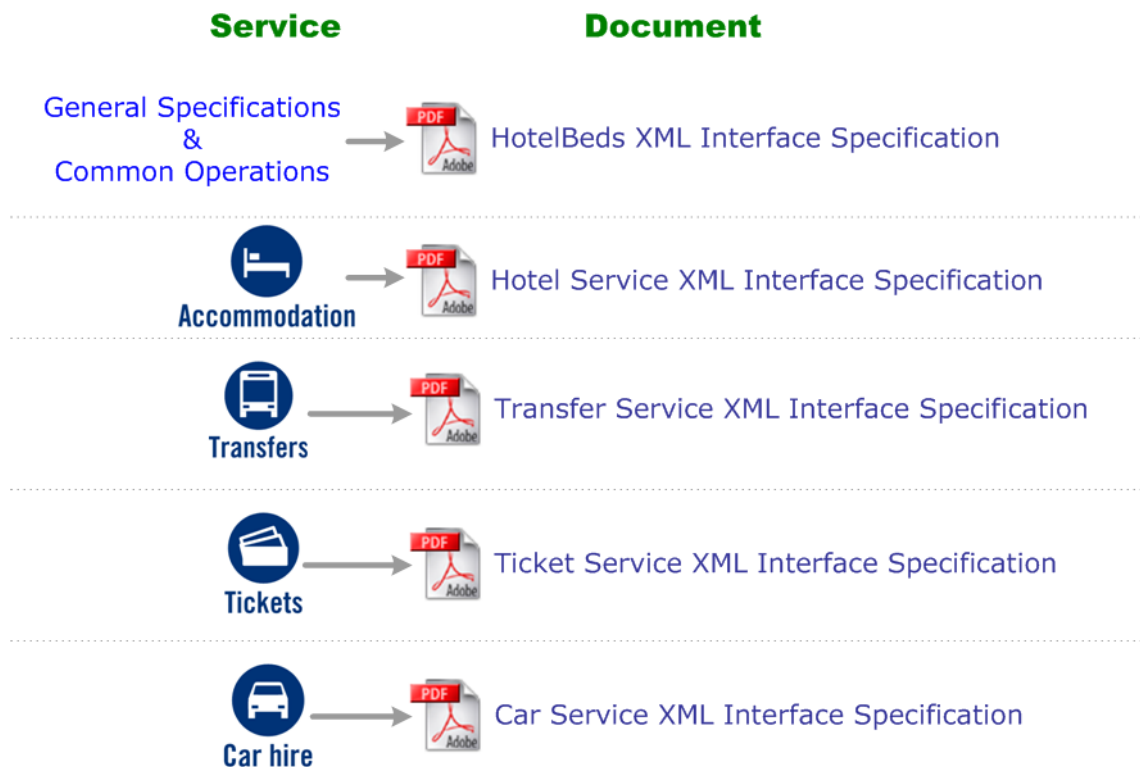 Service Document
General Specifications
&
Common Operations
PDF
Adobe
HotelBeds XML Interface Specification
Accommodation
PDF
Adobe
Hotel Service XML Interface Specification
Transfers
PDF
Adobe
Transfer Service XML Interface Specification
Tickets
PDF
Adobe
Ticket Service XML Interface Specification
Car hire
PDF
Adobe
Car Service XML Interface Specification